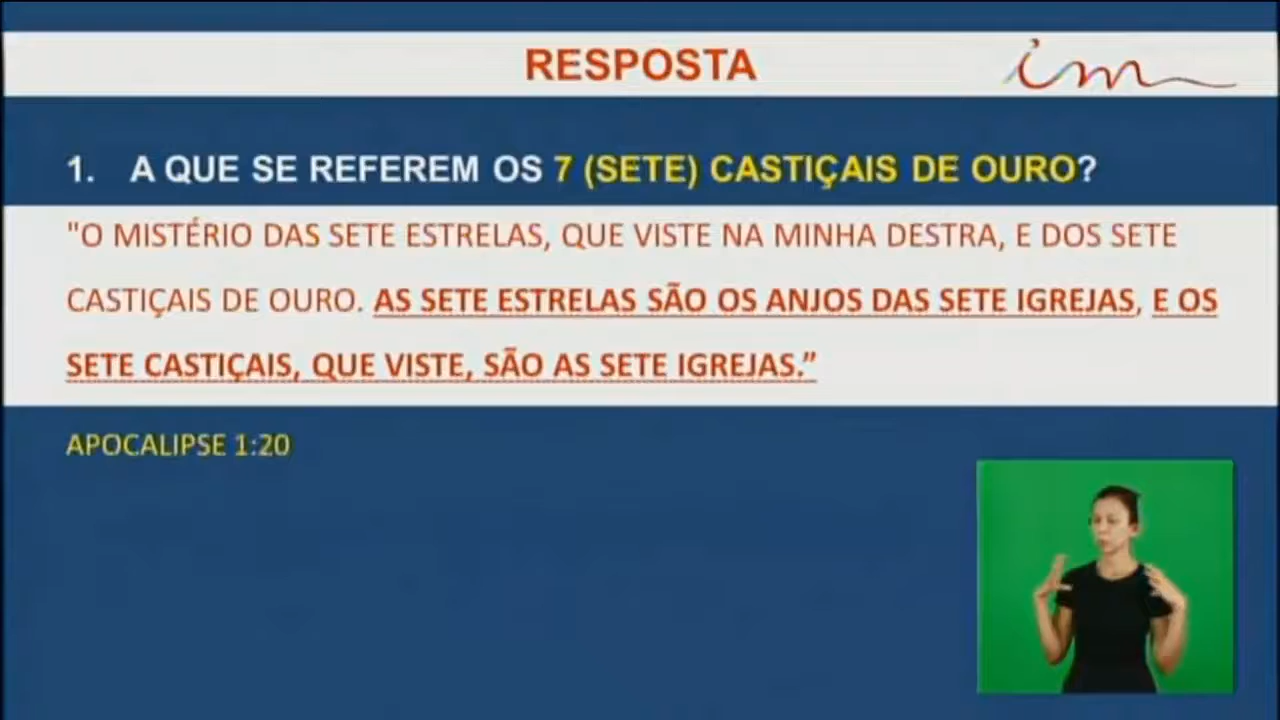 RESPOSTA
im
1. A QUE SE REFEREM OS 7 (SETE) CASTIÇAIS DE OURO?
"O MISTÉRIO DAS SETE ESTRELAS, QUE VISTE NA MINHA DESTRA, E DOS SETE
CASTIÇAIS DE OURO. AS SETE ESTRELAS SÃO OS ANJOS DAS SETE IGREJAS, E OS
SETE CASTIÇAIS, QUE VISTE, SÃO AS SETE IGREJAS.”
APOCALIPSE 1:20